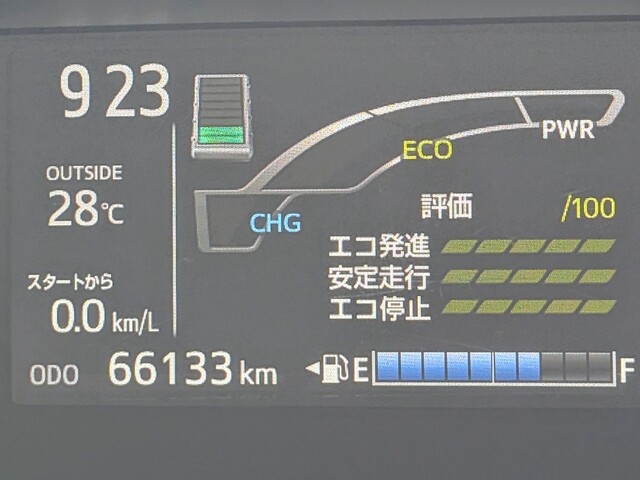 9 23
OUTSIDE
28℃
スタートから
0.0 km/L
CHG
ECO
PWR
評価 /100
エコ発進
安定走行
エコ停止
ODO 66133 km
E F